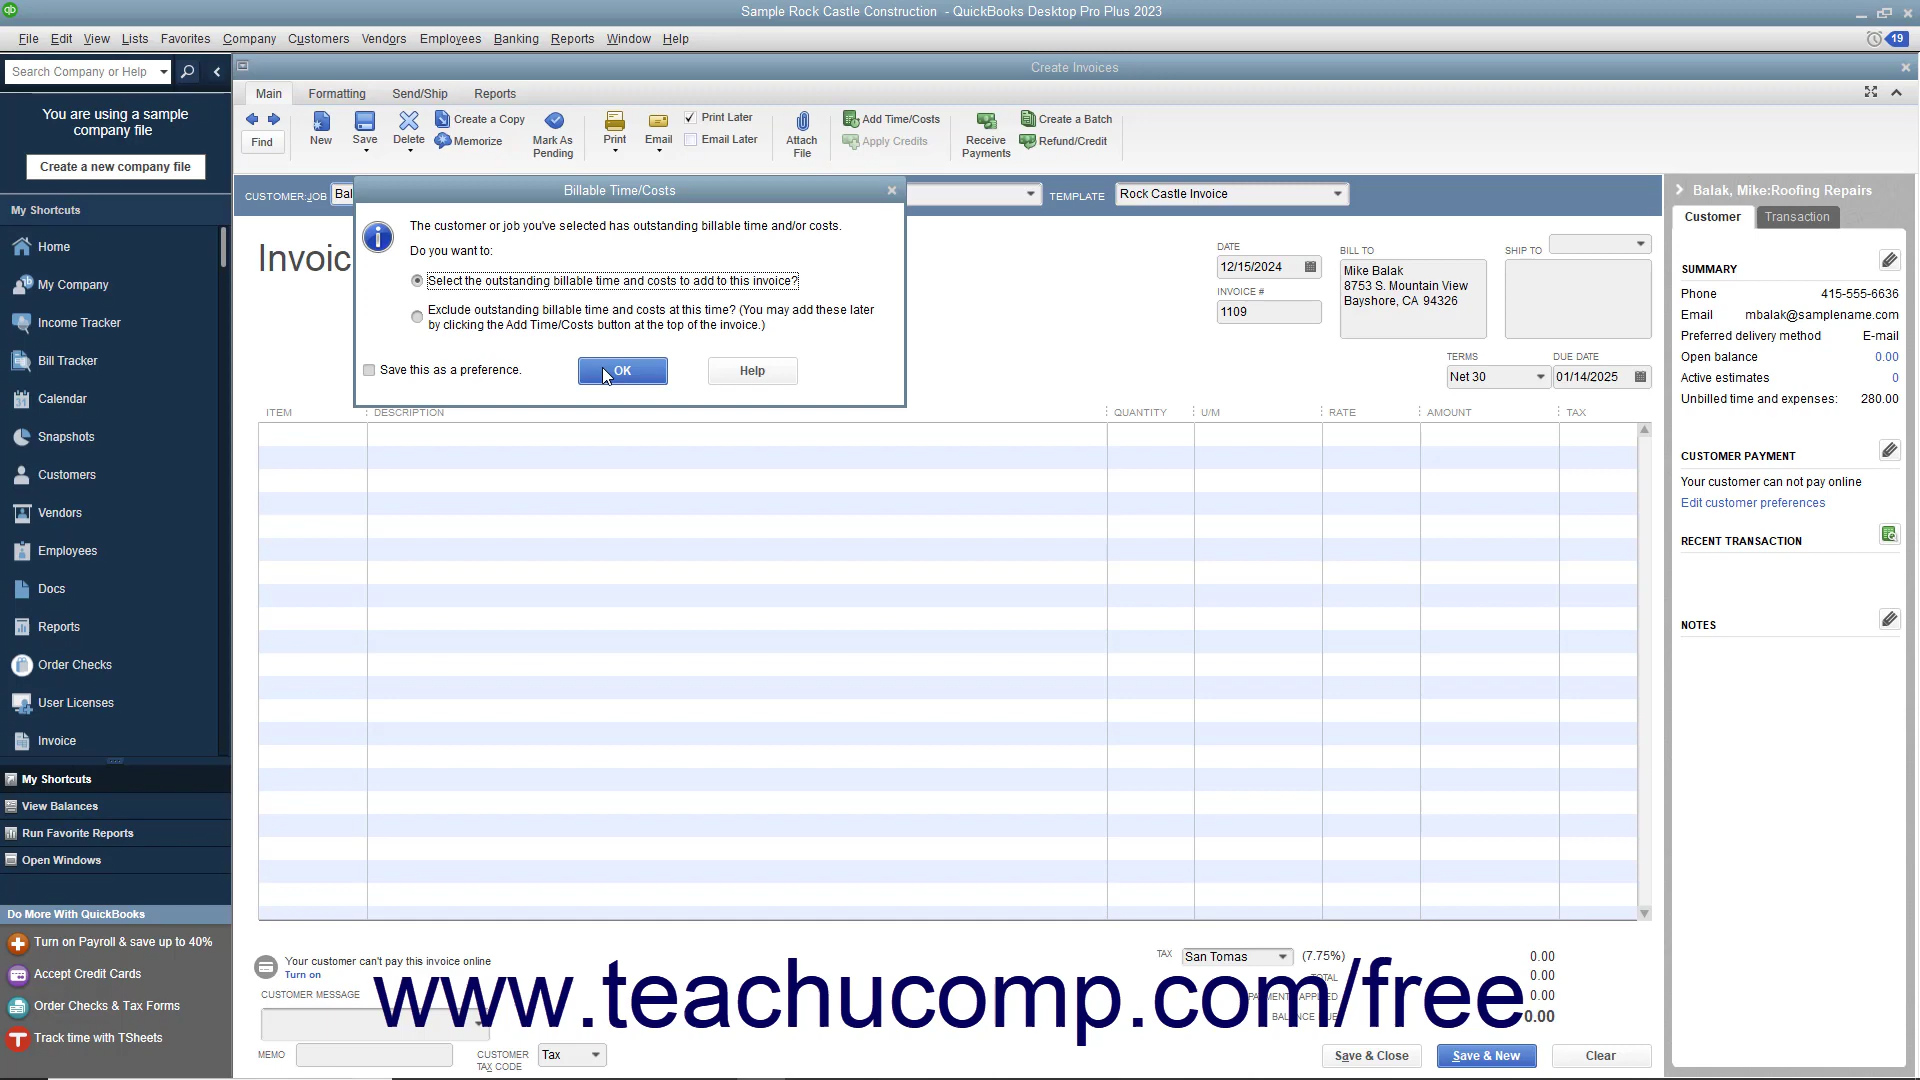 Sample Rock Castle Construction - QuickBooks Desktop Pro Plus 2023
File Edit View Lists Favorites Company Customers Vendors Employees Banking Reports Window Help
19
Search Company or Help
Create Invoices
You are using a sample
company file
Create a new company file
My Shortcuts
Home
My Company
Income Tracker
Bill Tracker
Calendar
Snapshots
Customers
Vendors
Employees
Docs
Reports
Order Checks
User Licenses
Invoice
My Shortcuts
View Balances
Run Favorite Reports
Open Windows
Do More With QuickBooks
Turn on Payroll & save up to 40%
Accept Credit Cards
Order Checks & Tax Forms
Track time with TSheets
Main Formatting Send/Ship Reports
Find
New
Save
Delete
Create a Copy
Memorize
Mark As
Pending
Print
Email
Print Later
Email Later
Attach
File
Add Time/Costs
Apply Credits
Receive
Payments
Create a Batch
Refund/Credit
CUSTOMER:JOB Bal
TEMPLATE Rock Castle Invoice
Billable Time/Costs
The customer or job you've selected has outstanding billable time and/or costs.
Do you want to:
Select the outstanding billable time and costs to add to this invoice?
Exclude outstanding billable time and costs at this time? (You may add these later
by clicking the Add Time/Costs button at the top of the invoice.)
Save this as a preference.
OK
Help
Invoic
DATE
12/15/2024
INVOICE #
1109
BILL TO
Mike Balak
8753 S. Mountain View
Bayshore, CA 94326
SHIP TO
TERMS
Net 30
DUE DATE
01/14/2025
ITEM DESCRIPTION QUANTITY U/M RATE AMOUNT TAX
Your customer can't pay this invoice online
Turn on
CUSTOMER MESSAGE
MEMO
CUSTOMER
TAX CODE
Tax
TAX San Tomas (7.75%) 0.00
TOTAL 0.00
PAYMENTS APPLIED 0.00
BALANCE DUE 0.00
Save & Close
Save & New
Clear
www.teachucomp.com/free
Balak, Mike:Roofing Repairs
Customer Transaction
SUMMARY
Phone 415-555-6636
Email mbalak@samplename.com
Preferred delivery method E-mail
Open balance 0.00
Active estimates 0
Unbilled time and expenses: 280.00
CUSTOMER PAYMENT
Your customer can not pay online
Edit customer preferences
RECENT TRANSACTION
NOTES